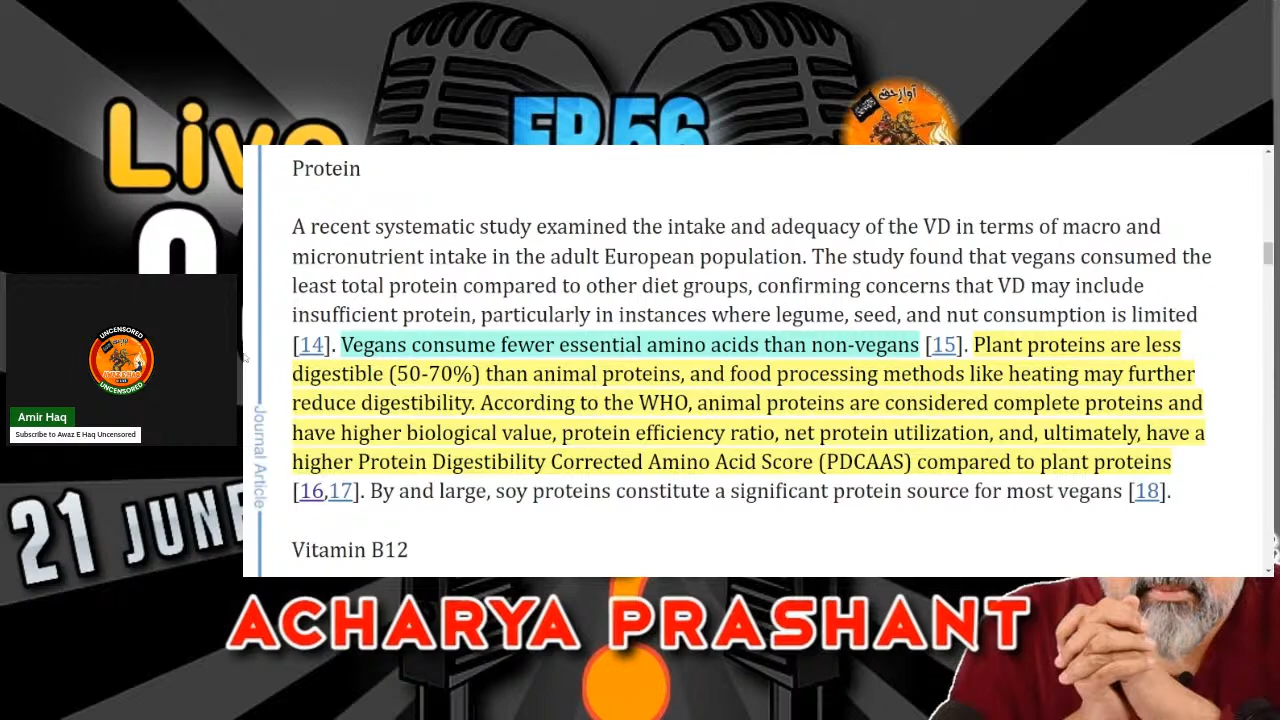 Live
EP 56
آواز حق
Protein
A recent systematic study examined the intake and adequacy of the VD in terms of macro and
micronutrient intake in the adult European population. The study found that vegans consumed the
least total protein compared to other diet groups, confirming concerns that VD may include
insufficient protein, particularly in instances where legume, seed, and nut consumption is limited
[14]. Vegans consume fewer essential amino acids than non-vegans [15]. Plant proteins are less
digestible (50-70%) than animal proteins, and food processing methods like heating may further
reduce digestibility. According to the WHO, animal proteins are considered complete proteins and
have higher biological value, protein efficiency ratio, net protein utilization, and, ultimately, have a
higher Protein Digestibility Corrected Amino Acid Score (PDCAAS) compared to plant proteins
[16,17]. By and large, soy proteins constitute a significant protein source for most vegans [18].
Vitamin B12
Journal Article
UNCENSORED
UNCENSORED
Amir Haq
Subscribe to Awaz E Haq Uncensored
21 JUNE
ACHARYA PRASHANT